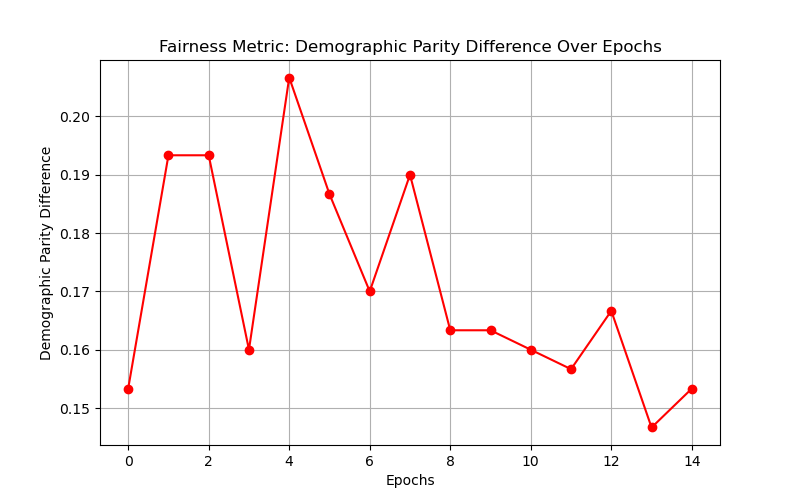 Fairness Metric: Demographic Parity Difference Over Epochs
Demographic Parity Difference
0.20
0.19
0.18
0.17
0.16
0.15
0 2 4 6 8 10 12 14
Epochs